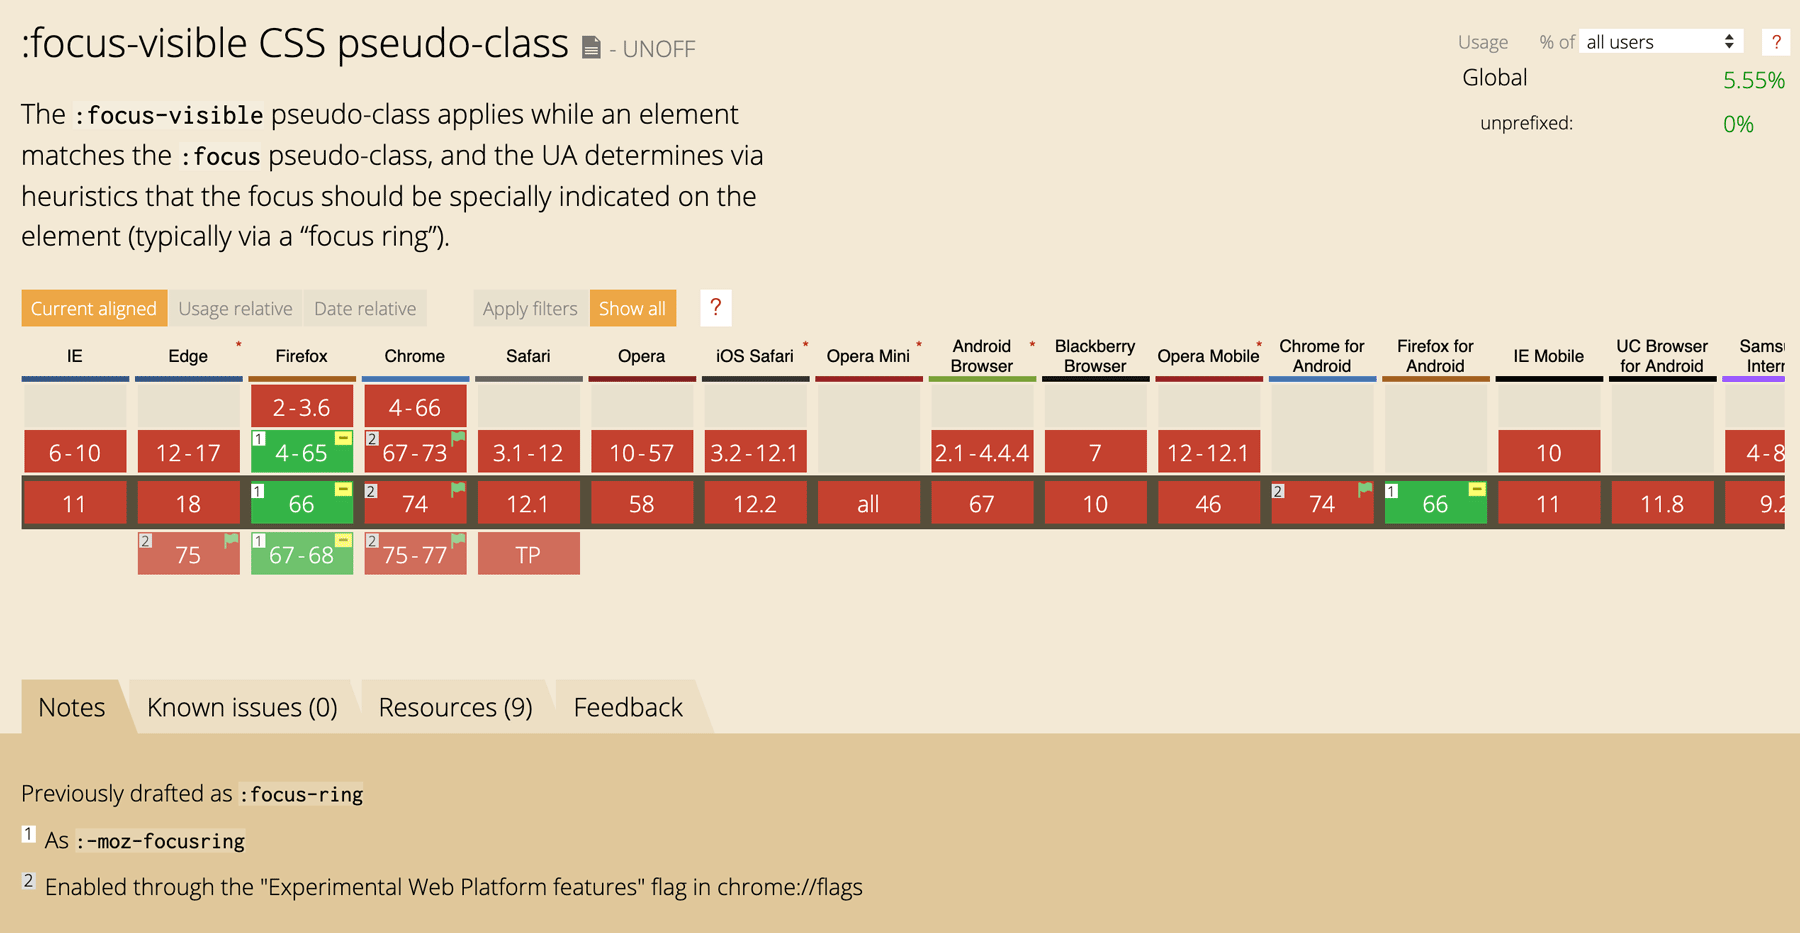 :focus-visible CSS pseudo-class - UNOFF
Usage % of all users ?
Global 5.55%
unprefixed: 0%
The :focus-visible pseudo-class applies while an element
matches the :focus pseudo-class, and the UA determines via
heuristics that the focus should be specially indicated on the
element (typically via a “focus ring”).
Current aligned Usage relative Date relative Apply filters Show all ?
IE Edge * Firefox Chrome Safari Opera iOS Safari * Opera Mini * Android Browser * Blackberry Browser Opera Mobile * Chrome for Android Firefox for Android IE Mobile UC Browser for Android
2-3.6 4-66
6-10 12-17 1 4-65 2 67-73 3.1-12 10-57 3.2-12.1 2.1-4.4.4 7 12-12.1 10 4-8
11 18 1 66 2 74 12.1 58 12.2 all 67 10 46 2 74 1 66 11 11.8 9.2
2 75 1 67-68 2 75-77 TP
Notes Known issues (0) Resources (9) Feedback
Previously drafted as :focus-ring
1 As :-moz-focusring
2 Enabled through the "Experimental Web Platform features" flag in chrome://flags